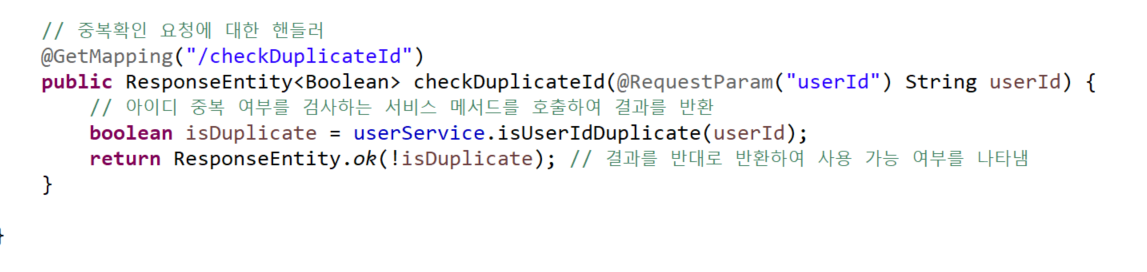 // 중복확인 요청에 대한 핸들러
@GetMapping("/checkDuplicateId")
public ResponseEntity<Boolean> checkDuplicateId(@RequestParam("userId") String userId) {
// 아이디 중복 여부를 검사하는 서비스 메서드를 호출하여 결과를 반환
boolean isDuplicate = userService.isUserIdDuplicate(userId);
return ResponseEntity.ok(!isDuplicate); // 결과를 반대로 반환하여 사용 가능 여부를 나타냄
}
}